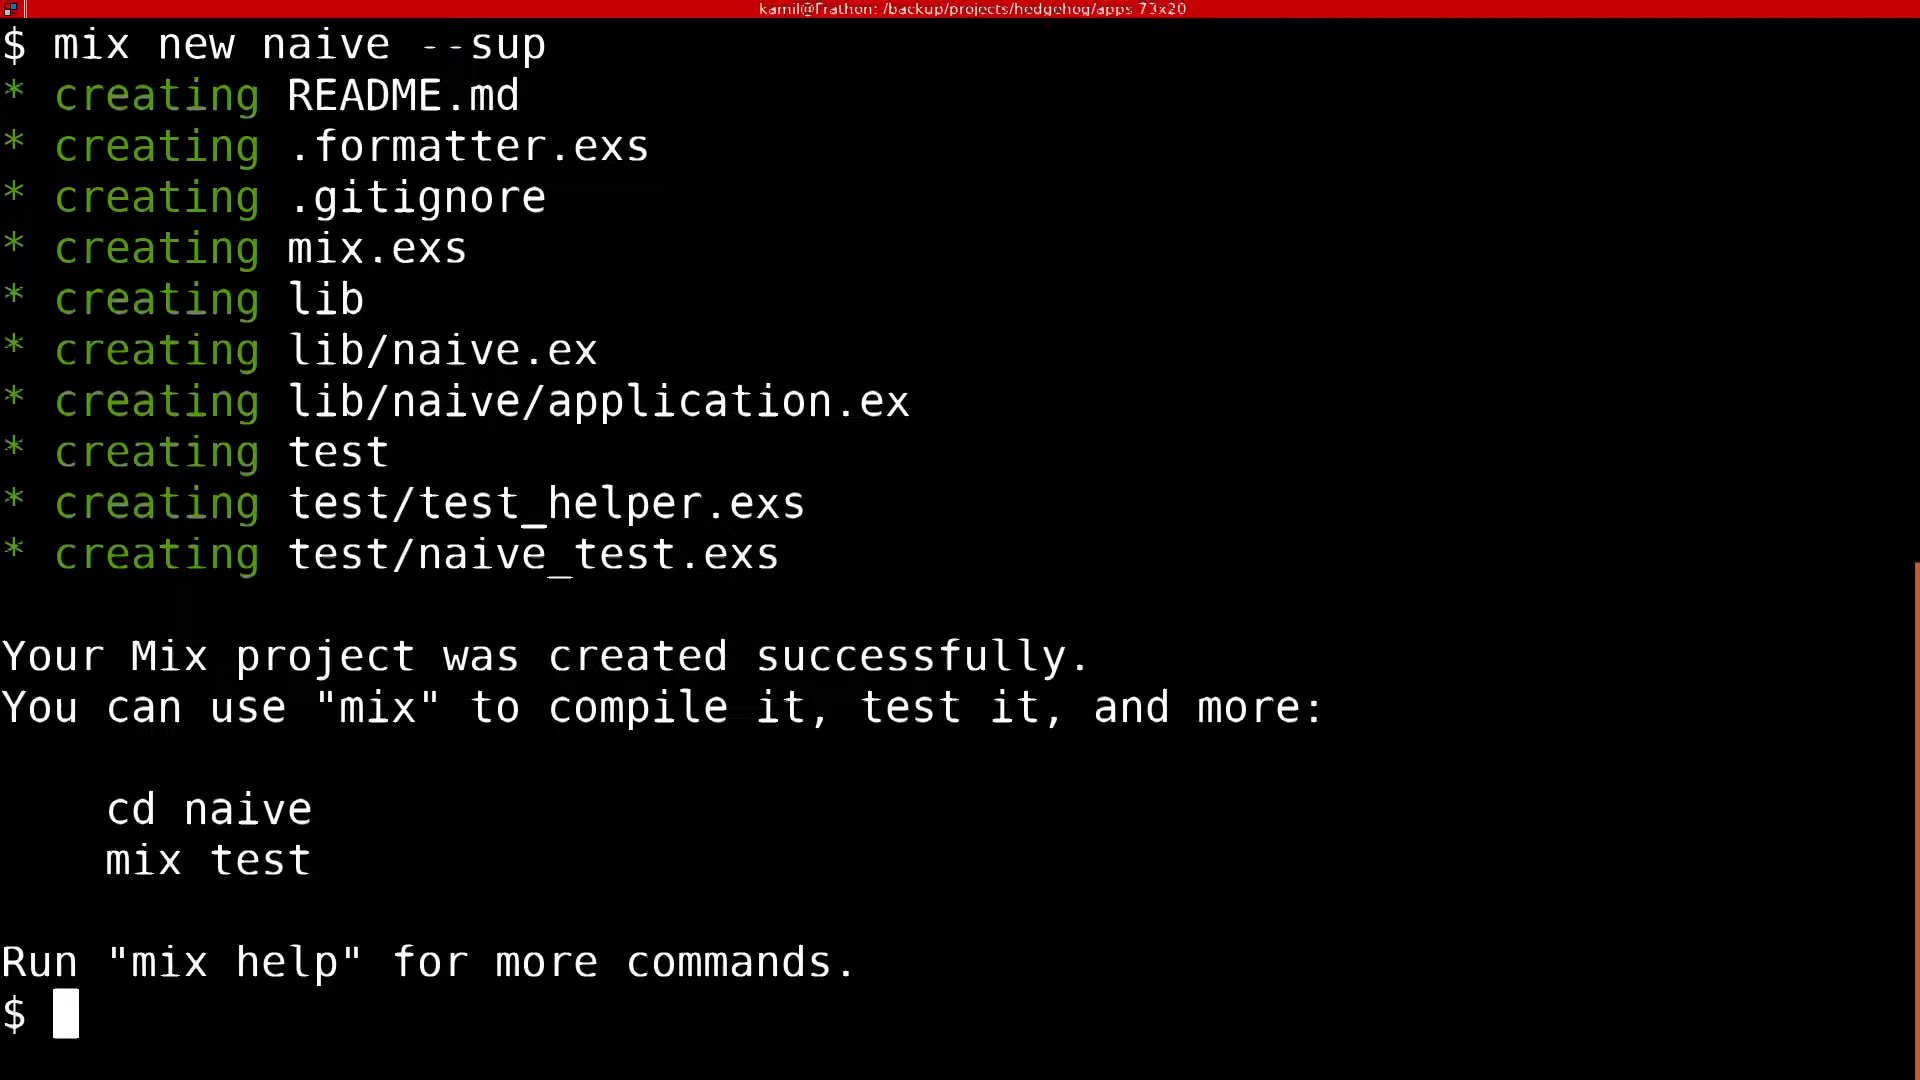 kamil@Frathon: /backup/projects/hedgehog/apps 73x20
$ mix new naive --sup
* creating README.md
* creating .formatter.exs
* creating .gitignore
* creating mix.exs
* creating lib
* creating lib/naive.ex
* creating lib/naive/application.ex
* creating test
* creating test/test_helper.exs
* creating test/naive_test.exs
Your Mix project was created successfully.
You can use "mix" to compile it, test it, and more:
cd naive
mix test
Run "mix help" for more commands.
$